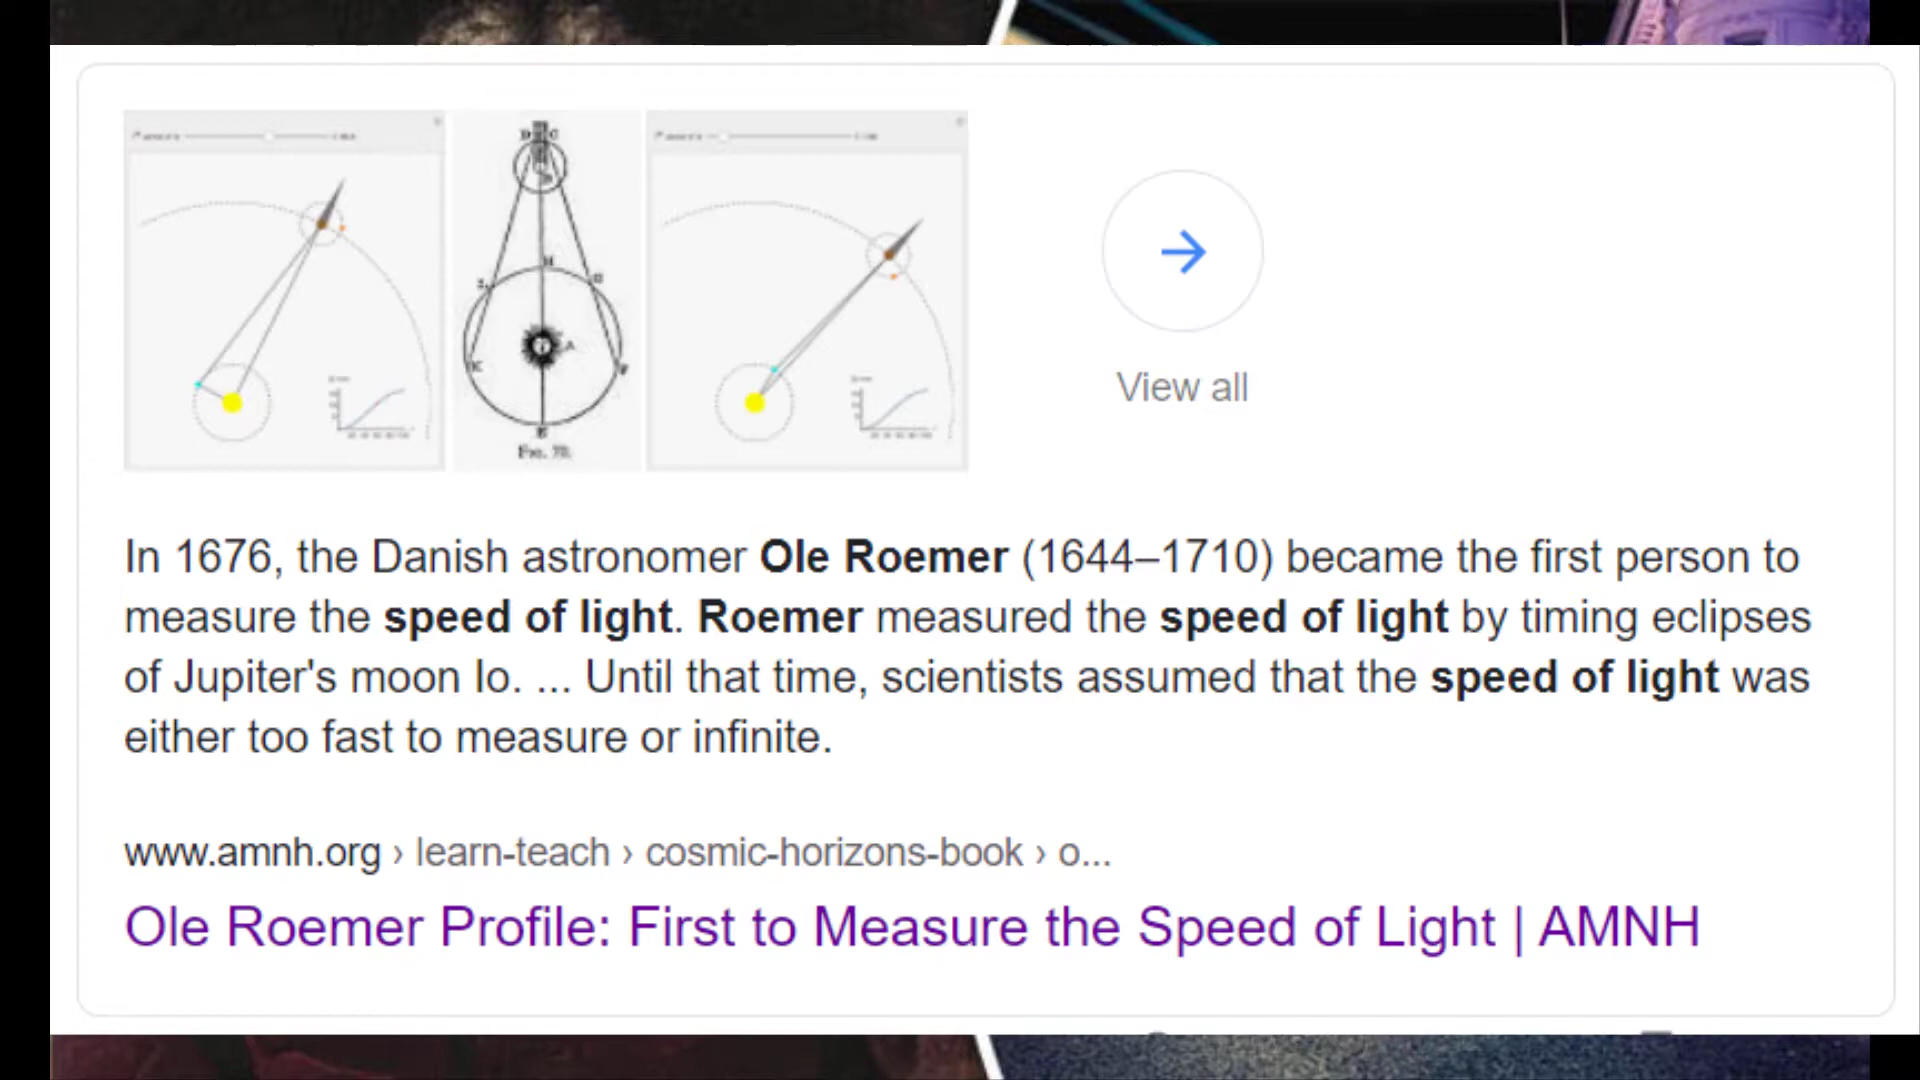 D C
H
A
K
F
E
FIG. 70.
View all
In 1676, the Danish astronomer Ole Roemer (1644–1710) became the first person to
measure the speed of light. Roemer measured the speed of light by timing eclipses
of Jupiter's moon Io. ... Until that time, scientists assumed that the speed of light was
either too fast to measure or infinite.
www.amnh.org › learn-teach › cosmic-horizons-book › o...
Ole Roemer Profile: First to Measure the Speed of Light | AMNH